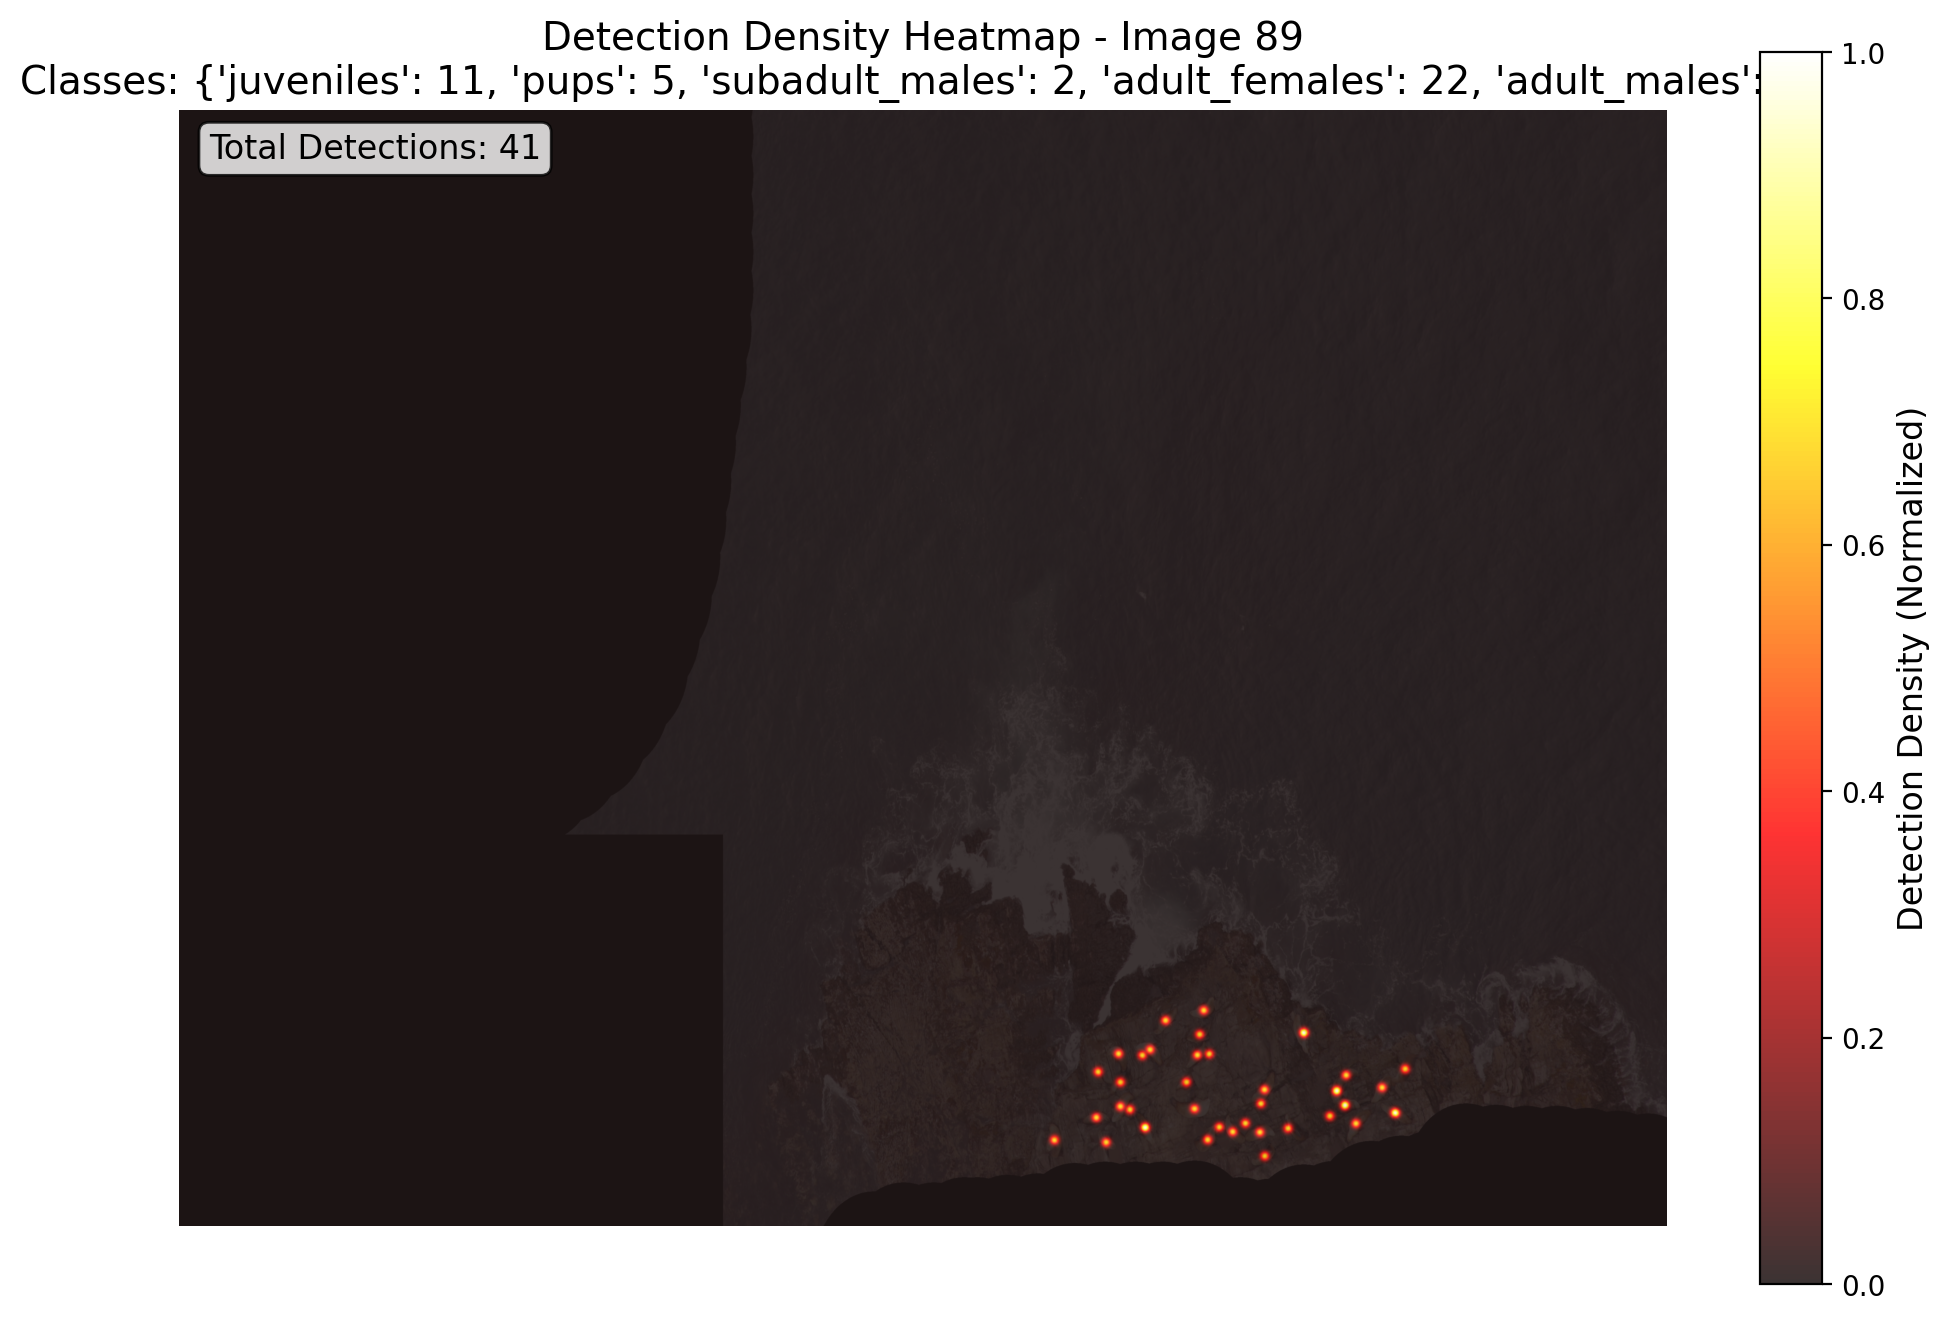 Detection Density Heatmap - Image 89
Classes: {'juveniles': 11, 'pups': 5, 'subadult_males': 2, 'adult_females': 22, 'adult_males':
Total Detections: 41
1.0
0.8
0.6
0.4
0.2
0.0
Detection Density (Normalized)